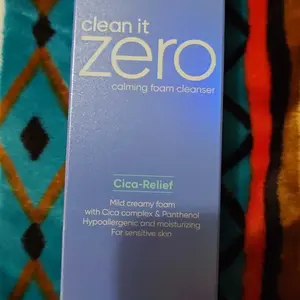 clean it
zero
calming foam cleanser
Cica-Relief
Mild creamy foam
with Cica complex & Panthenol
Hypoallergenic and moisturizing
For sensitive skin